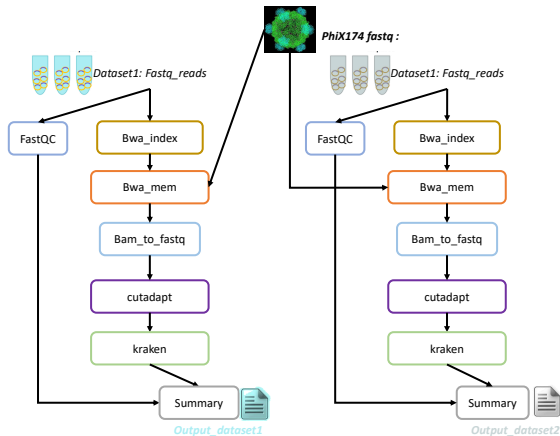 PhiX174 fastq :
Dataset1: Fastq_reads
Dataset1: Fastq_reads
FastQC
Bwa_index
FastQC
Bwa_index
Bwa_mem
Bwa_mem
Bam_to_fastq
Bam_to_fastq
cutadapt
cutadapt
kraken
kraken
Summary
Summary
Output_dataset1
Output_dataset2